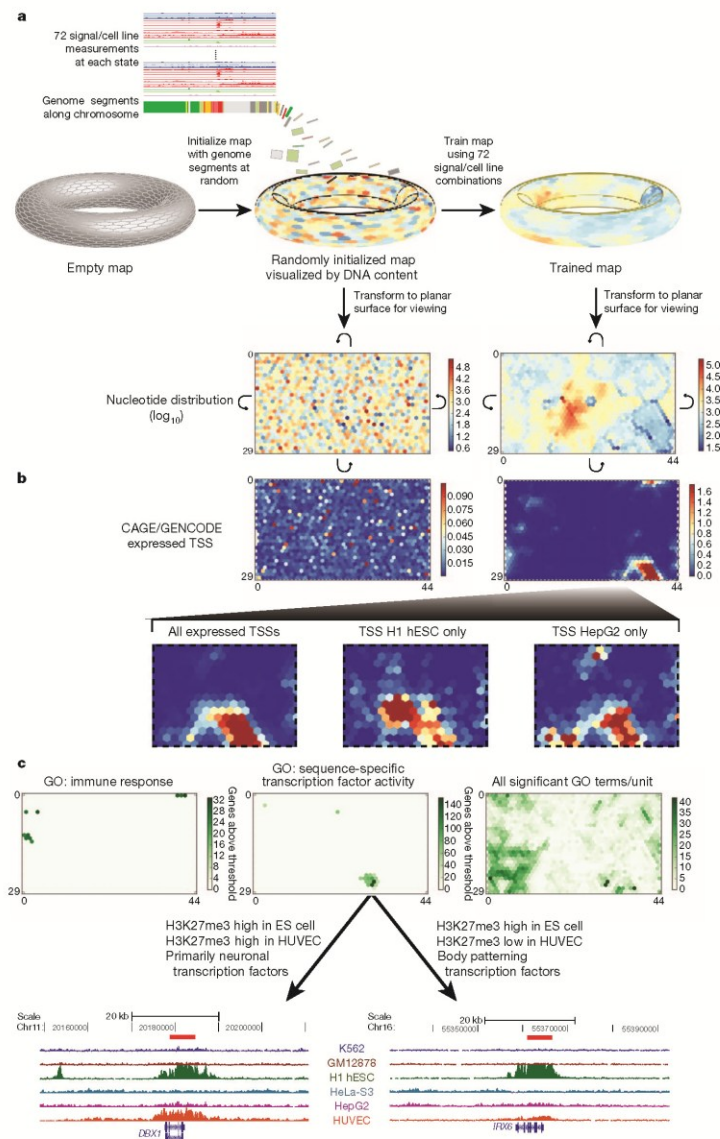 a
72 signal/cell line
measurements
at each state
Genome segments
along chromosome
Initialize map
with genome
segments at
random
Train map
using 72
signal/cell line
combinations
Empty map
Randomly initialized map
visualized by DNA content
Trained map
Transform to planar
surface for viewing
Transform to planar
surface for viewing
Nucleotide distribution
(log10)
0
29
0
44
4.8
4.2
3.6
3.0
2.4
1.8
1.2
0.6
0
29
0
44
5.0
4.5
4.0
3.5
3.0
2.5
2.0
1.5
b
CAGE/GENCODE
expressed TSS
0
29
0
44
0.090
0.075
0.060
0.045
0.030
0.015
0
29
0
44
1.6
1.4
1.2
1.0
0.8
0.6
0.4
0.2
0.0
All expressed TSSs
TSS H1 hESC only
TSS HepG2 only
c
GO: immune response
0
29
0
44
32
28
24
20
16
12
8
4
0
Genes above threshold
GO: sequence-specific
transcription factor activity
0
29
0
44
140
120
100
80
60
40
20
0
Genes above threshold
All significant GO terms/unit
0
29
0
44
40
35
30
25
20
15
10
5
0
H3K27me3 high in ES cell
H3K27me3 high in HUVEC
Primarily neuronal
transcription factors
H3K27me3 high in ES cell
H3K27me3 low in HUVEC
Body patterning
transcription factors
Scale
20 kb
Chr11:
20160000
20180000
20200000
Scale
20 kb
Chr16:
55350000
55370000
55390000
K562
GM12878
H1 hESC
HeLa-S3
HepG2
HUVEC
DBX1
IRX6